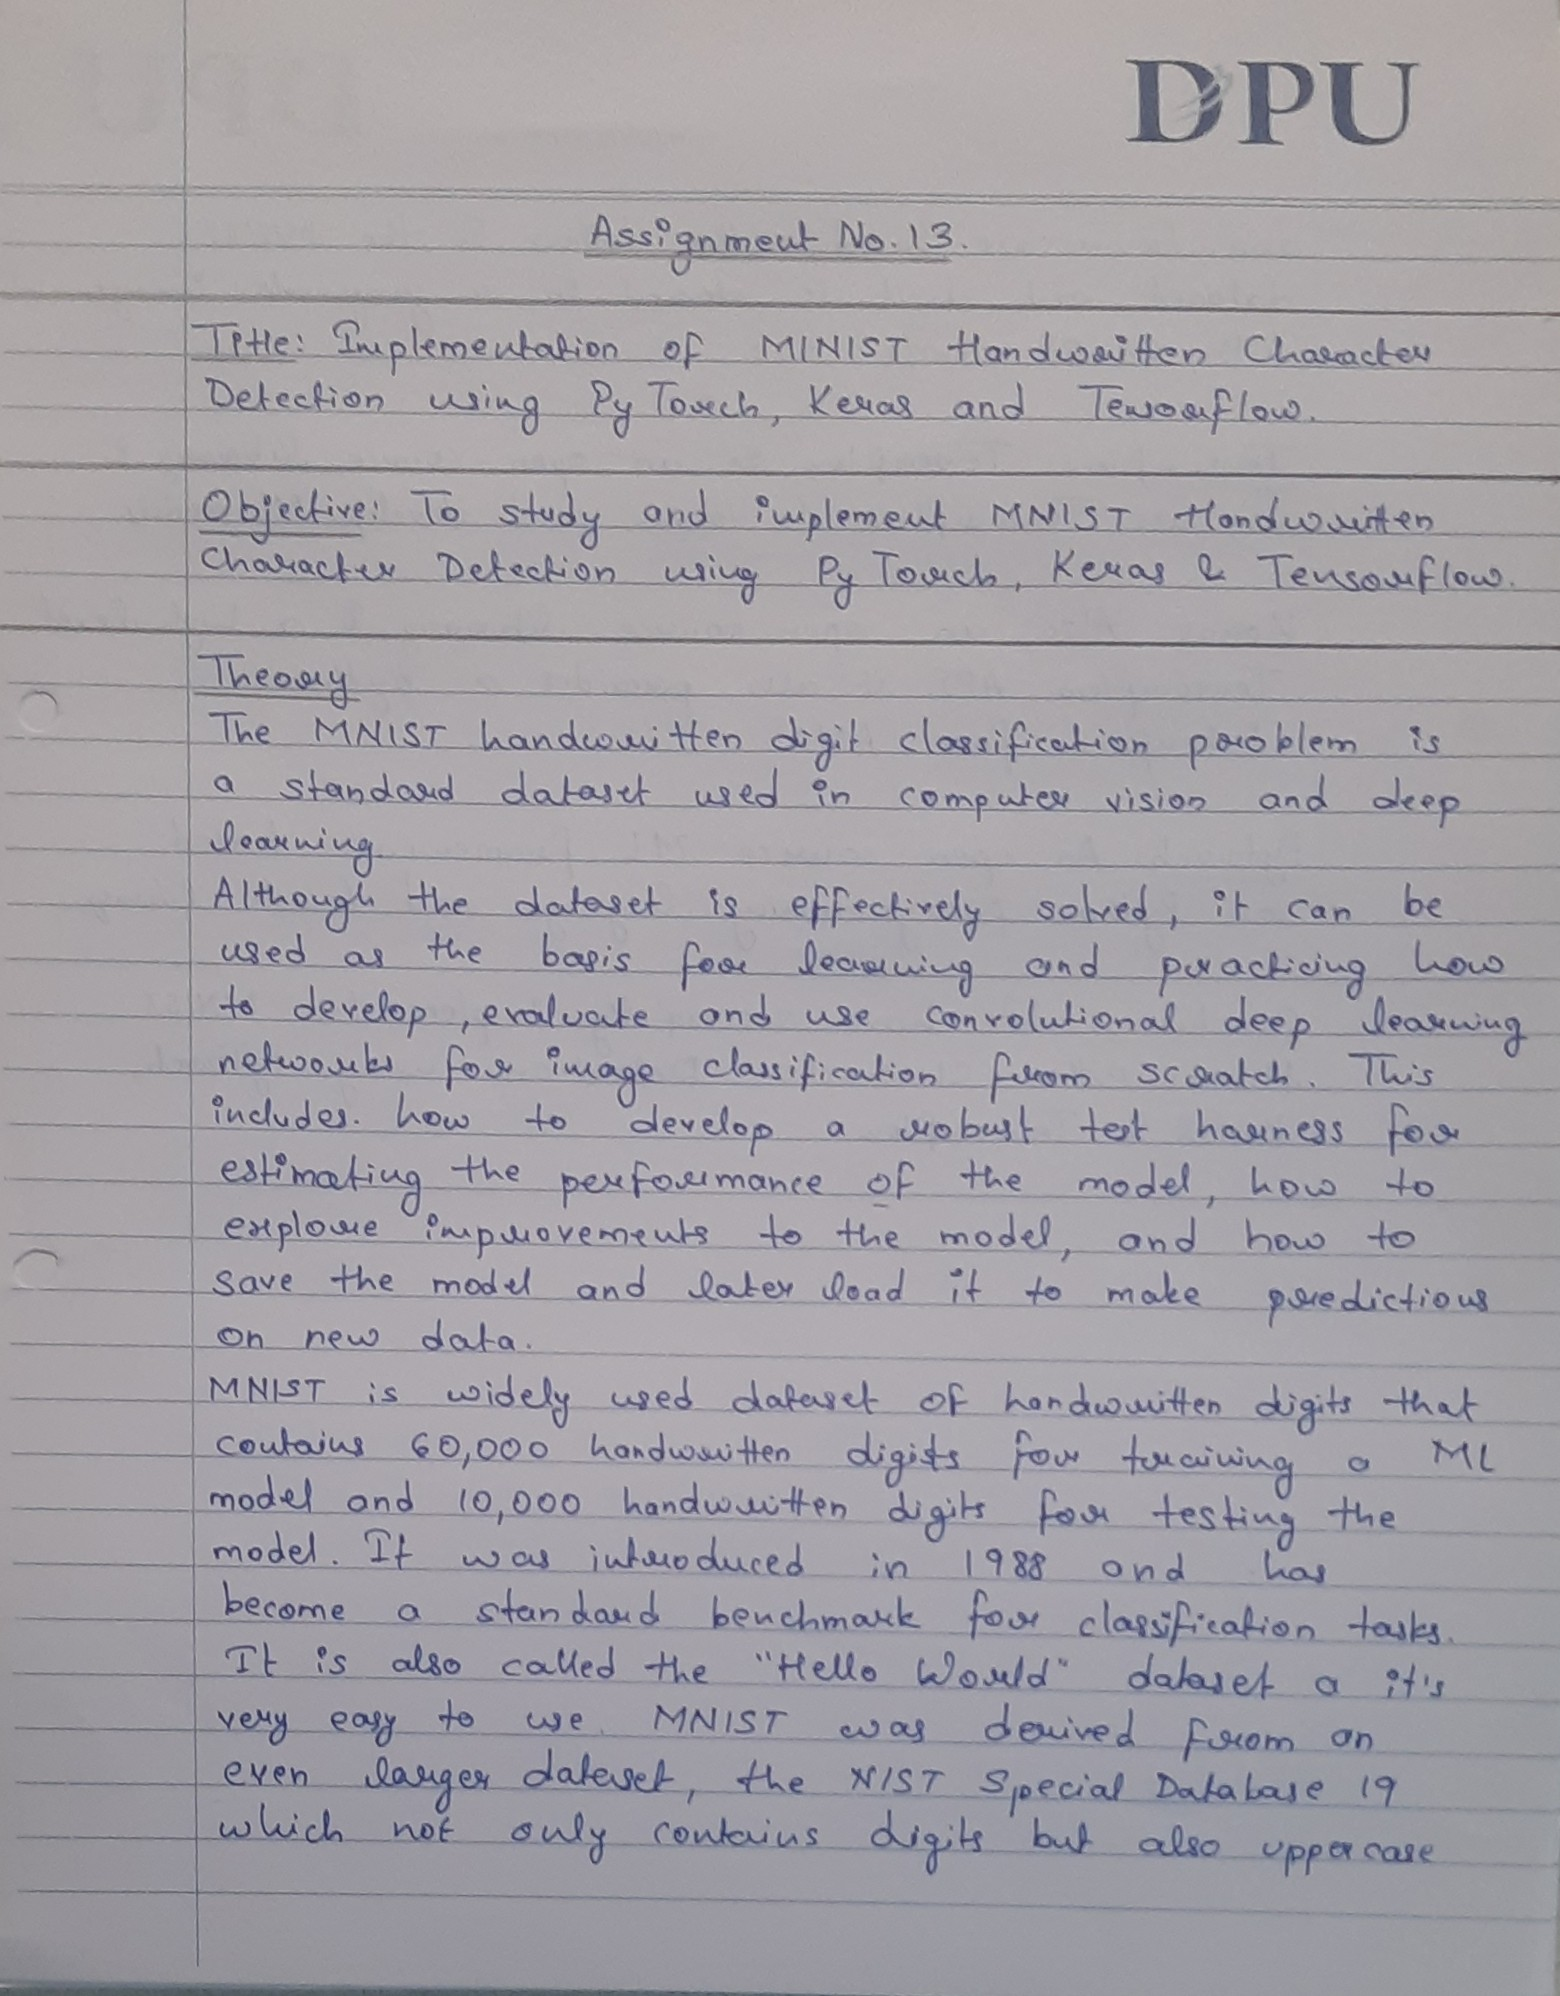 DPU
Assignment No. 13.
Title: Implementation of MINIST Handwritten Character
Detection using PyTorch, Keras and Tensorflow.
Objective: To study and implement MNIST Handwritten
Character Detection using PyTorch, Keras & Tensorflow.
Theory
The MNIST handwritten digit classification problem is
a standard dataset used in computer vision and deep
learning.
Although the dataset is effectively solved, it can be
used as the basis for learning and practicing how
to develop, evaluate and use convolutional deep learning
networks for image classification from scratch. This
includes. how to develop a robust test harness for
estimating the performance of the model, how to
explore improvements to the model, and how to
save the model and later load it to make predictions
on new data.
MNIST is widely used dataset of handwritten digits that
contains 60,000 handwritten digits for training a ML
model and 10,000 handwritten digits for testing the
model. It was introduced in 1988 and has
become a standard benchmark for classification tasks.
It is also called the "Hello World" dataset a it's
very easy to use. MNIST was derived from an
even larger dataset, the NIST Special Database 19
which not only contains digits but also uppercase